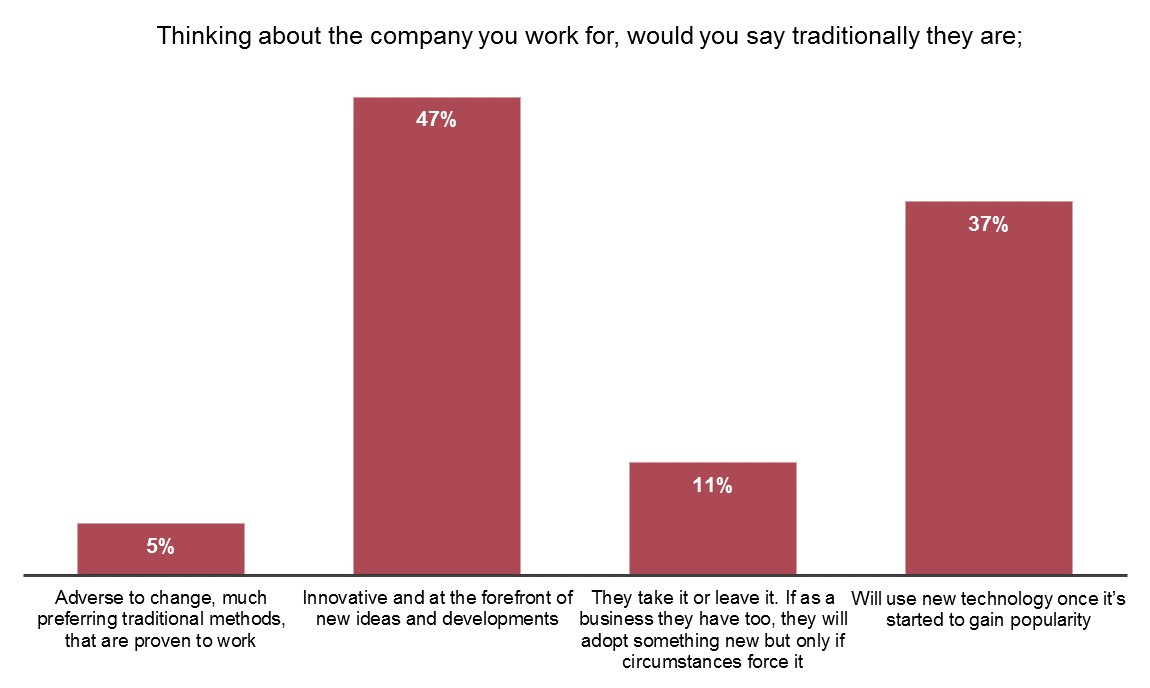 Thinking about the company you work for, would you say traditionally they are;
47%
37%
11%
5%
Adverse to change, much
preferring traditional methods,
that are proven to work
Innovative and at the forefront of
new ideas and developments
They take it or leave it. If as a
business they have too, they will
adopt something new but only if
circumstances force it
Will use new technology once it’s
started to gain popularity